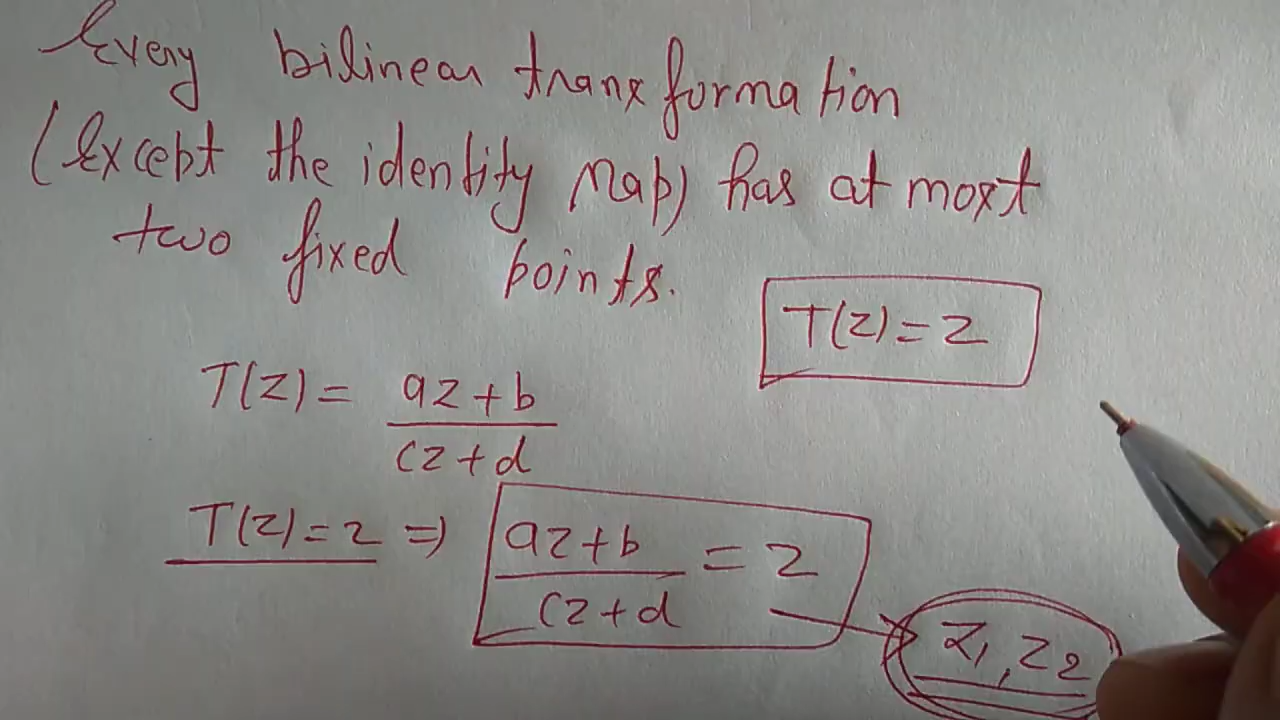 Every bilinear transformation
(except the identity map) has at most
two fixed points.
T(z) = z
T(z) = az+b / cz+d
T(z) = z ⇒ az+b / cz+d = z
z₁, z₂